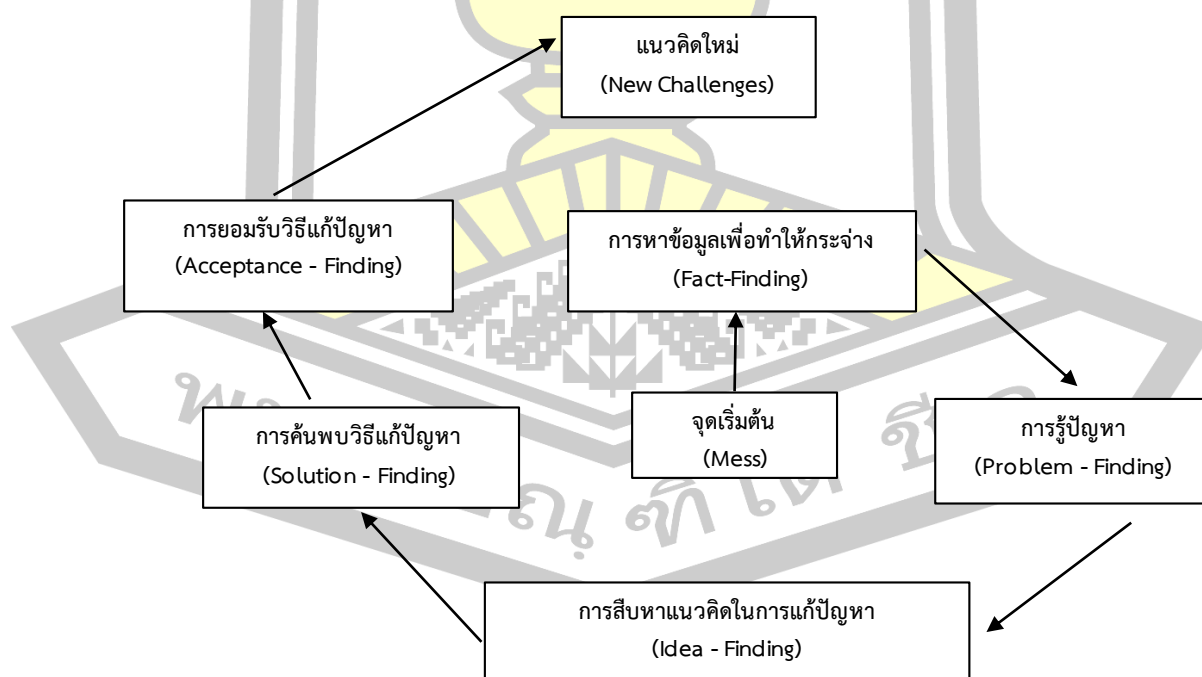 แนวคิดใหม่
(New Challenges)
การยอมรับวิธีแก้ปัญหา
(Acceptance - Finding)
การหาข้อมูลเพื่อทำให้กระจ่าง
(Fact-Finding)
การค้นพบวิธีแก้ปัญหา
(Solution - Finding)
จุดเริ่มต้น
(Mess)
การรู้ปัญหา
(Problem - Finding)
การสืบหาแนวคิดในการแก้ปัญหา
(Idea - Finding)